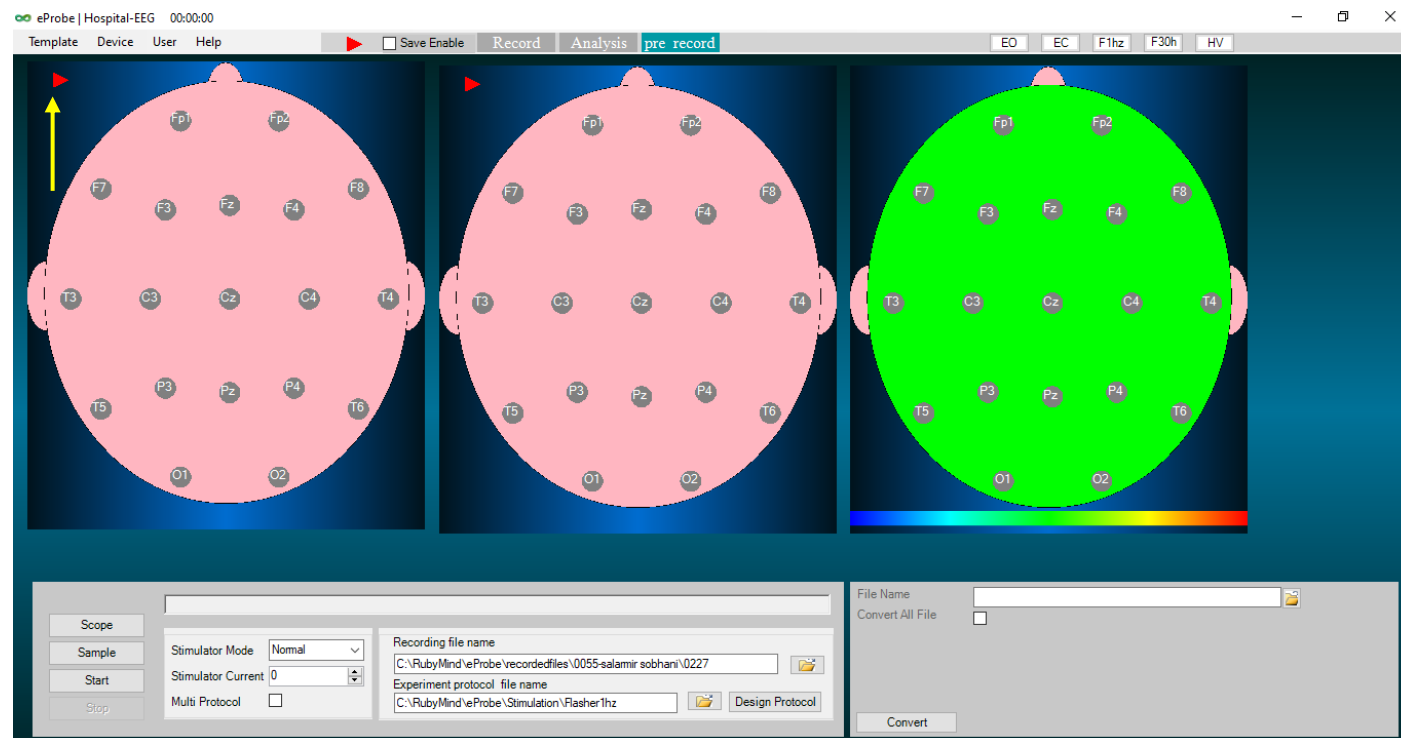 eProbe | Hospital-EEG 00:00:00
Template Device User Help Save Enable Record Analysis pre record EO EC F1hz F30h HV
Fp1 Fp2 Fp1 Fp2 Fp1 Fp2
F7 F8 F7 F8 F7 F8
F3 Fz F4 F3 Fz F4 F3 Fz F4
T3 C3 Cz C4 T4 T3 C3 Cz C4 T4 T3 C3 Cz C4 T4
P3 Pz P4 P3 Pz P4 P3 Pz P4
T5 T6 T5 T6 T5 T6
O1 O2 O1 O2 O1 O2
Scope
Sample
Start
Stop
Stimulator Mode Normal
Stimulator Current 0
Multi Protocol
Recording file name
C:\RubyMind\eProbe\recordedfiles\0055-salamir sobhani\0227
Experiment protocol file name
C:\RubyMind\eProbe\Stimulation\Flasher1hz Design Protocol
File Name
Convert All File
Convert